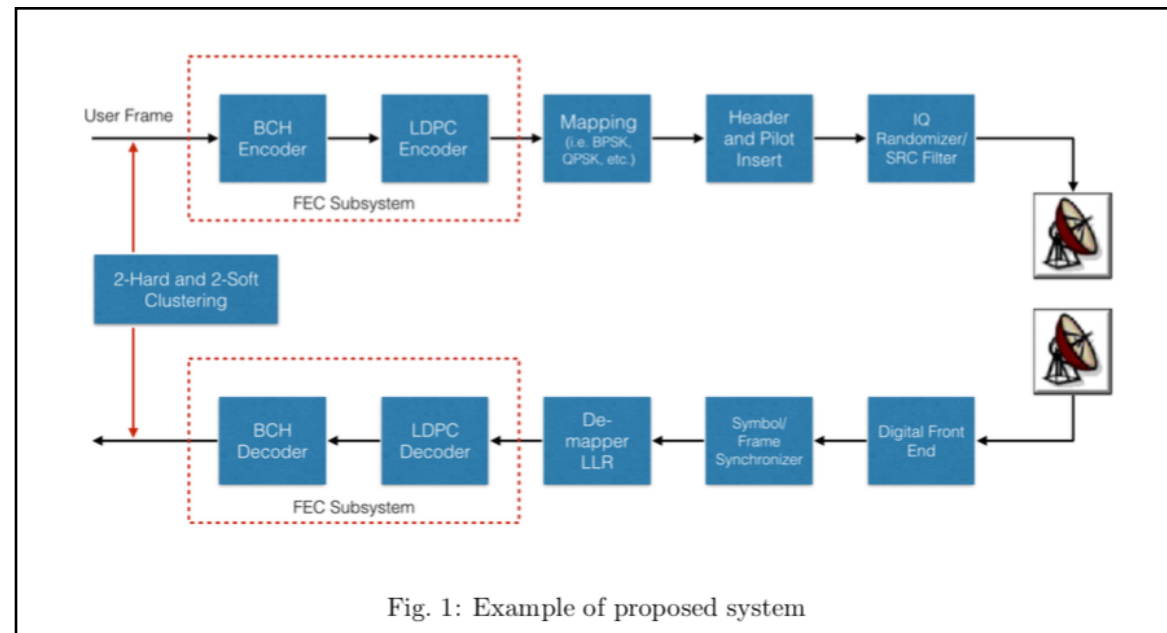 User Frame
BCH
Encoder
LDPC
Encoder
FEC Subsystem
Mapping
(i.e. BPSK,
QPSK, etc.)
Header
and Pilot
Insert
IQ
Randomizer/
SRC Filter
2-Hard and 2-Soft
Clustering
BCH
Decoder
LDPC
Decoder
FEC Subsystem
De-
mapper
LLR
Symbol/
Frame
Synchronizer
Digital Front
End
Fig. 1: Example of proposed system